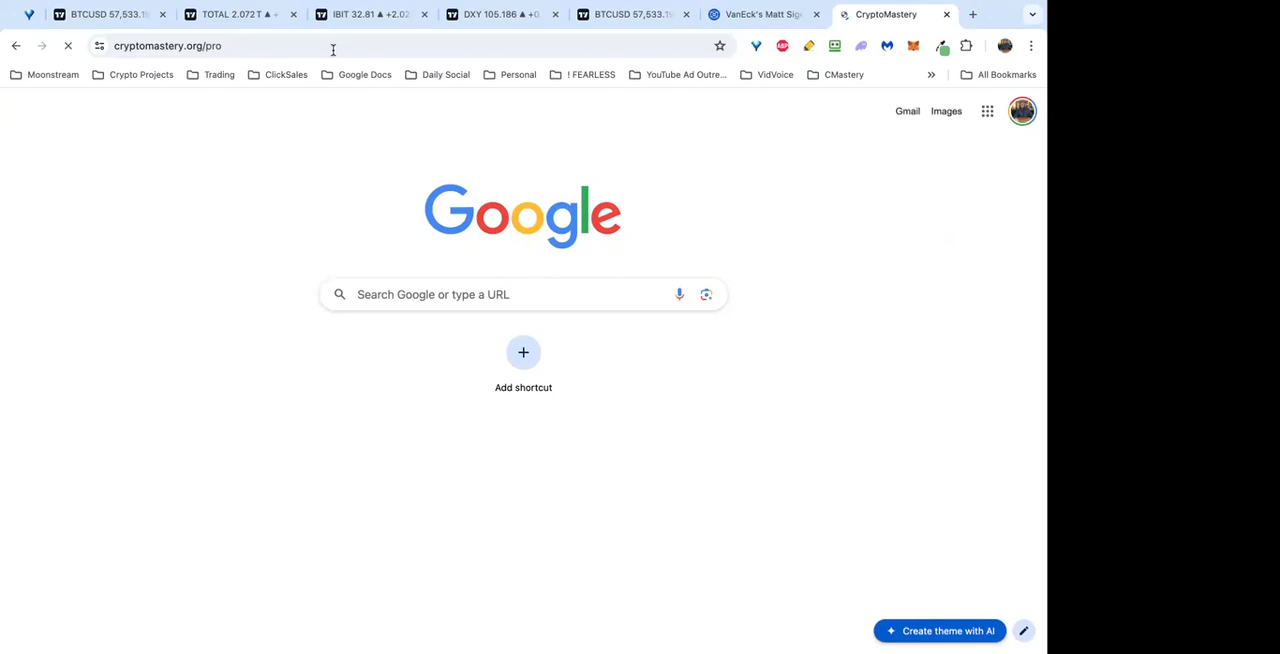 BTCUSD 57,533.1
TOTAL 2.072 T ▲ +
IBIT 32.81 ▲ +2.02
DXY 105.186 ▲ +0
BTCUSD 57,533.1
VanEck's Matt Sig
CryptoMastery
cryptomastery.org/pro
ABP
Moonstream
Crypto Projects
Trading
ClickSales
Google Docs
Daily Social
Personal
! FEARLESS
YouTube Ad Outre...
VidVoice
CMastery
All Bookmarks
Gmail
Images
Google
Search Google or type a URL
Add shortcut
Create theme with AI